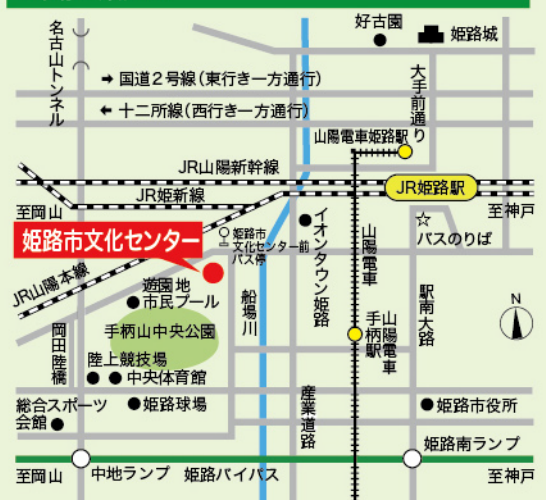 好古園
姫路城
名古山トンネル
→ 国道2号線(東行き一方通行)
← 十二所線(西行き一方通行)
大手前通り
山陽電車姫路駅
JR山陽新幹線
JR姫新線
JR姫路駅
至岡山
至神戸
姫路市文化センター
姫路市
文化センター前
バス停
イオンタウン姫路
山陽電車
☆
バスのりば
JR山陽本線
遊園地
市民プール
船場川
駅南大路
N
手柄山中央公園
山陽電車
手柄駅
岡田陸橋
陸上競技場
中央体育館
総合スポーツ
会館
姫路球場
産業道路
姫路市役所
姫路南ランプ
至岡山
中地ランプ
姫路バイパス
至神戸